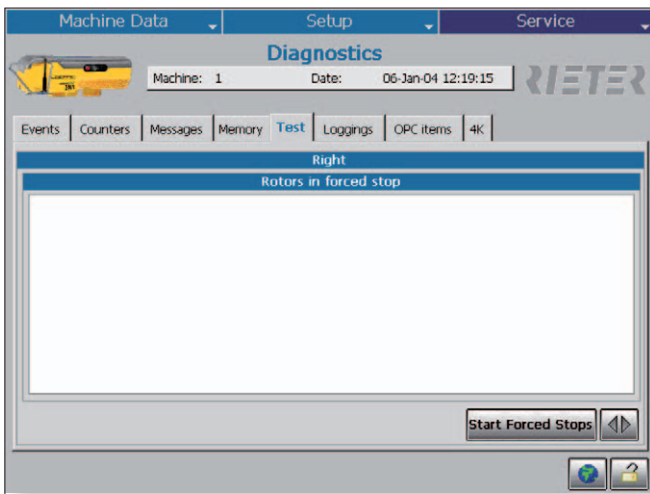 Machine Data Setup Service
Diagnostics
Machine: 1 Date: 06-Jan-04 12:19:15 RIETER
Events Counters Messages Memory Test Loggings OPC items 4K
Right
Rotors in forced stop
Start Forced Stops